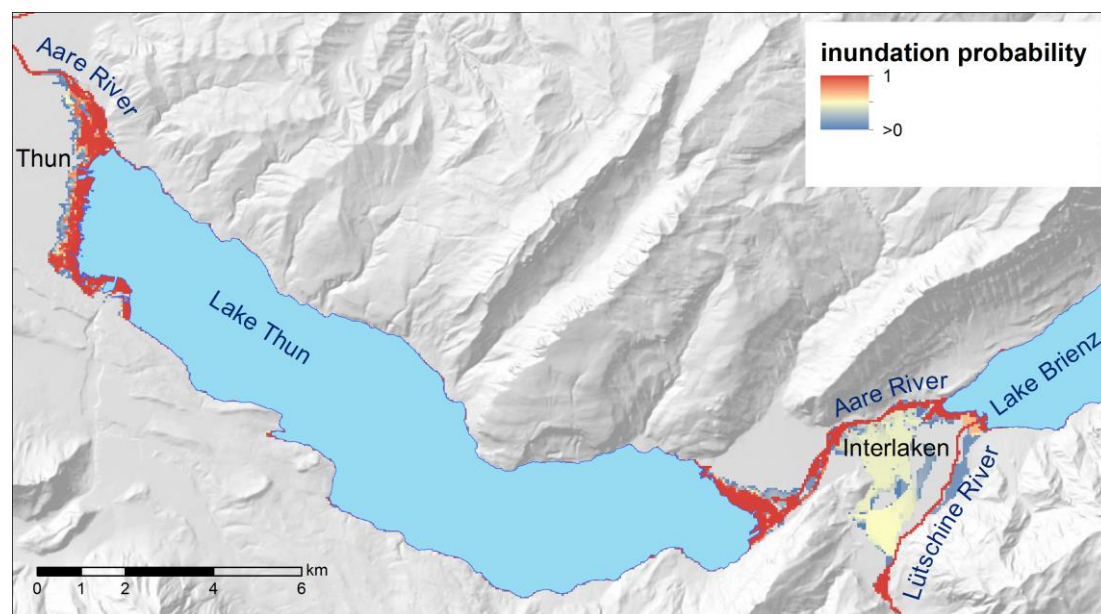 Aare River
inundation probability
1
>0
Thun
Lake Thun
Lake Brienz
Aare River
Interlaken
Lütschine River
km
0 1 2 4 6